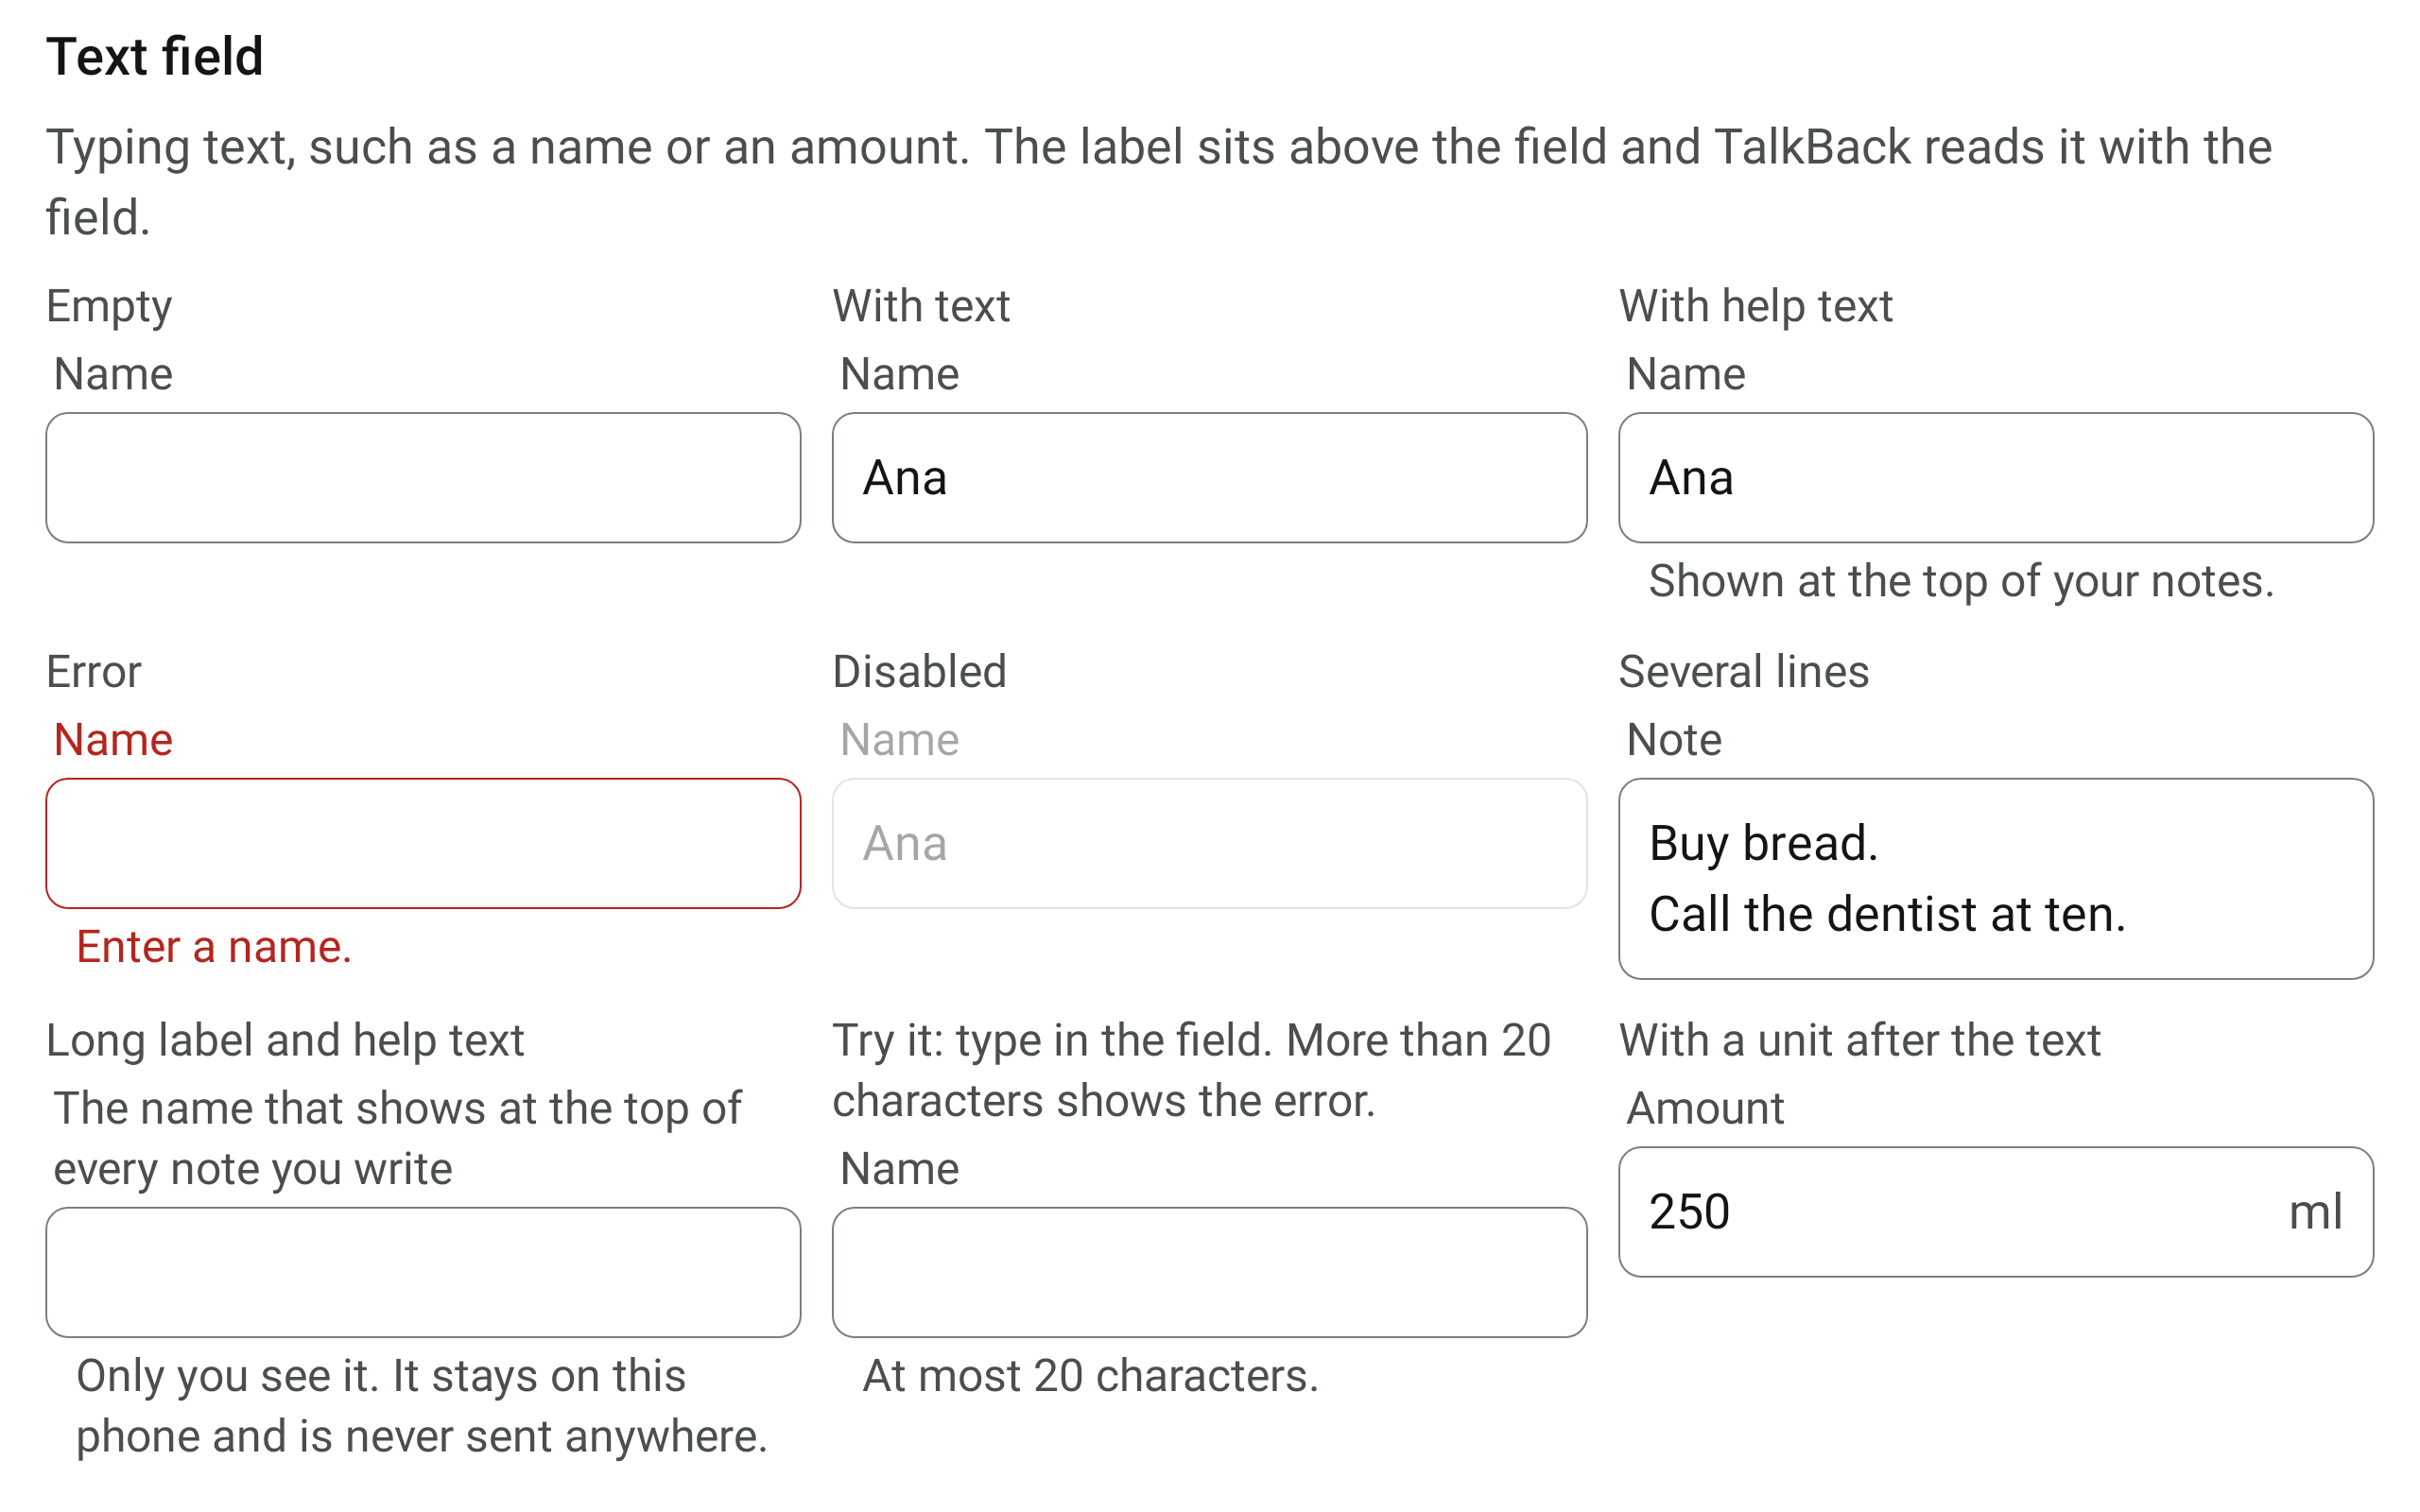 Text field
Typing text, such as a name or an amount. The label sits above the field and TalkBack reads it with the
field.
Empty
Name
With text
Name
Ana
With help text
Name
Ana
Shown at the top of your notes.
Error
Name
Enter a name.
Disabled
Name
Ana
Several lines
Note
Buy bread.
Call the dentist at ten.
Long label and help text
The name that shows at the top of
every note you write
Only you see it. It stays on this
phone and is never sent anywhere.
Try it: type in the field. More than 20
characters shows the error.
Name
At most 20 characters.
With a unit after the text
Amount
250 ml